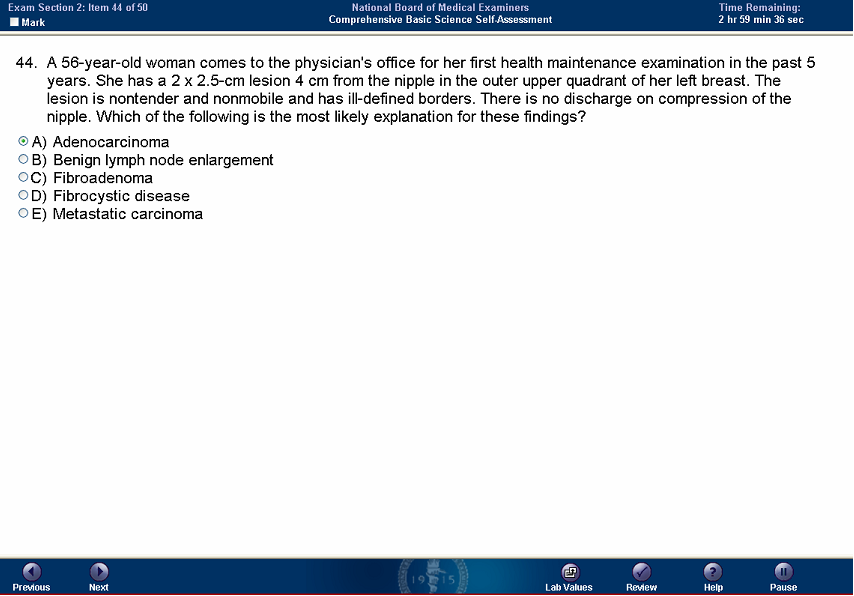 Exam Section 2: Item 44 of 50
National Board of Medical Examiners
Time Remaining:
Mark
Comprehensive Basic Science Self-Assessment
2 hr 59 min 36 sec
44. A 56-year-old woman comes to the physician's office for her first health maintenance examination in the past 5
years. She has a 2 x 2.5-cm lesion 4 cm from the nipple in the outer upper quadrant of her left breast. The
lesion is nontender and nonmobile and has ill-defined borders. There is no discharge on compression of the
nipple. Which of the following is the most likely explanation for these findings?
A) Adenocarcinoma
B) Benign lymph node enlargement
C) Fibroadenoma
D) Fibrocystic disease
E) Metastatic carcinoma
19 15
Previous
Next
Lab Values
Review
Help
Pause